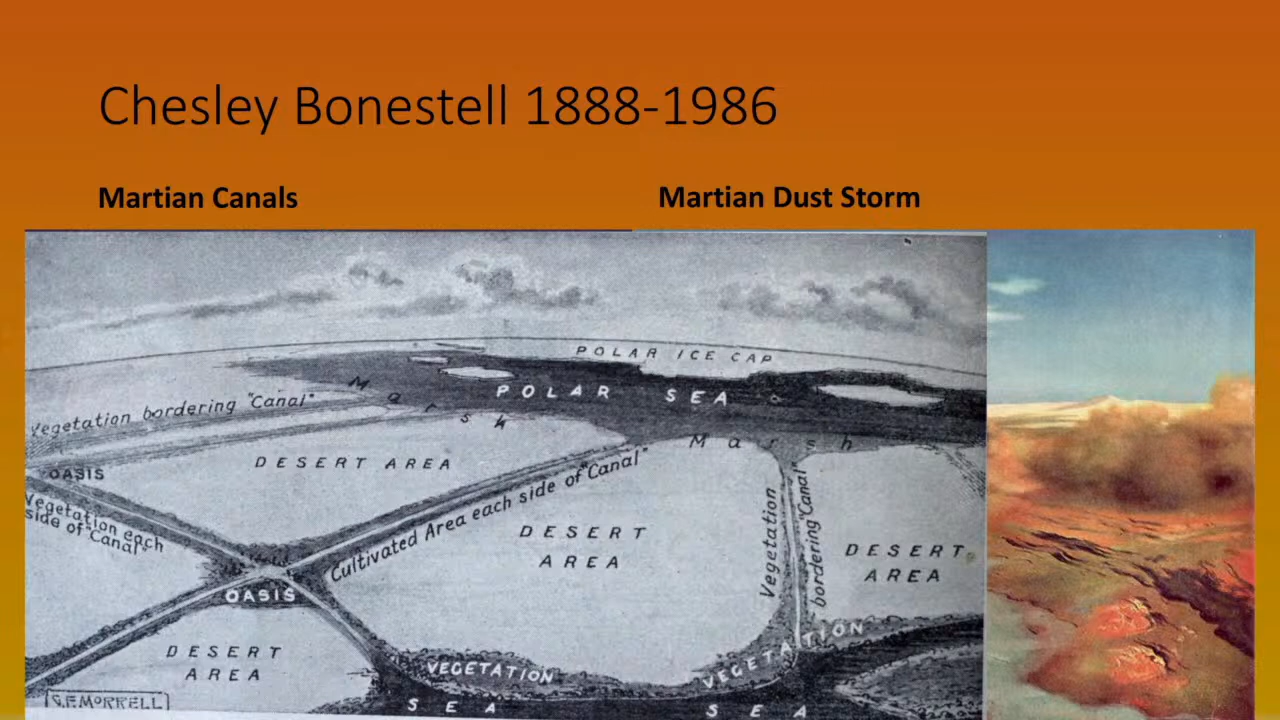 Chesley Bonestell 1888-1986
Martian Canals
Martian Dust Storm
POLAR ICE CAP
POLAR SEA
Marsh
Vegetation bordering "Canal"
Marsh
OASIS
DESERT AREA
Cultivated Area each side of "Canal"
Vegetation each
side of "Canal"
DESERT
AREA
Vegetation
bordering "Canal"
DESERT
AREA
OASIS
DESERT
AREA
VEGETATION
VEGETATION
G.F.MORRELL
SEA
SEA